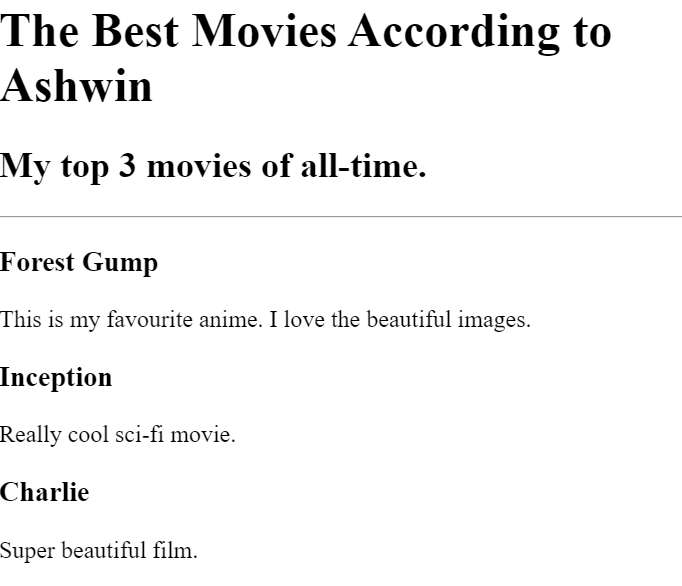 The Best Movies According to
Ashwin
My top 3 movies of all-time.
Forest Gump
This is my favourite anime. I love the beautiful images.
Inception
Really cool sci-fi movie.
Charlie
Super beautiful film.